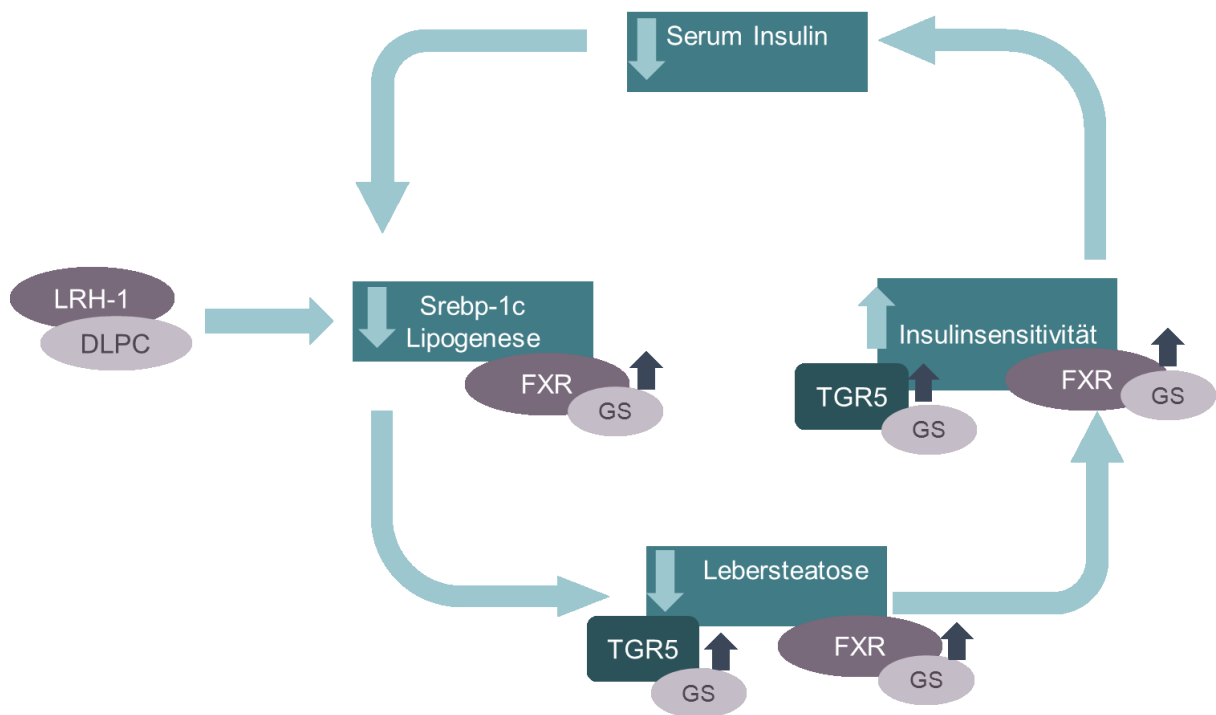 Serum Insulin
LRH-1
DLPC
Srebp-1c
Lipogenese
FXR
GS
Insulinsensitivität
TGR5
GS
FXR
GS
Lebersteatose
TGR5
GS
FXR
GS